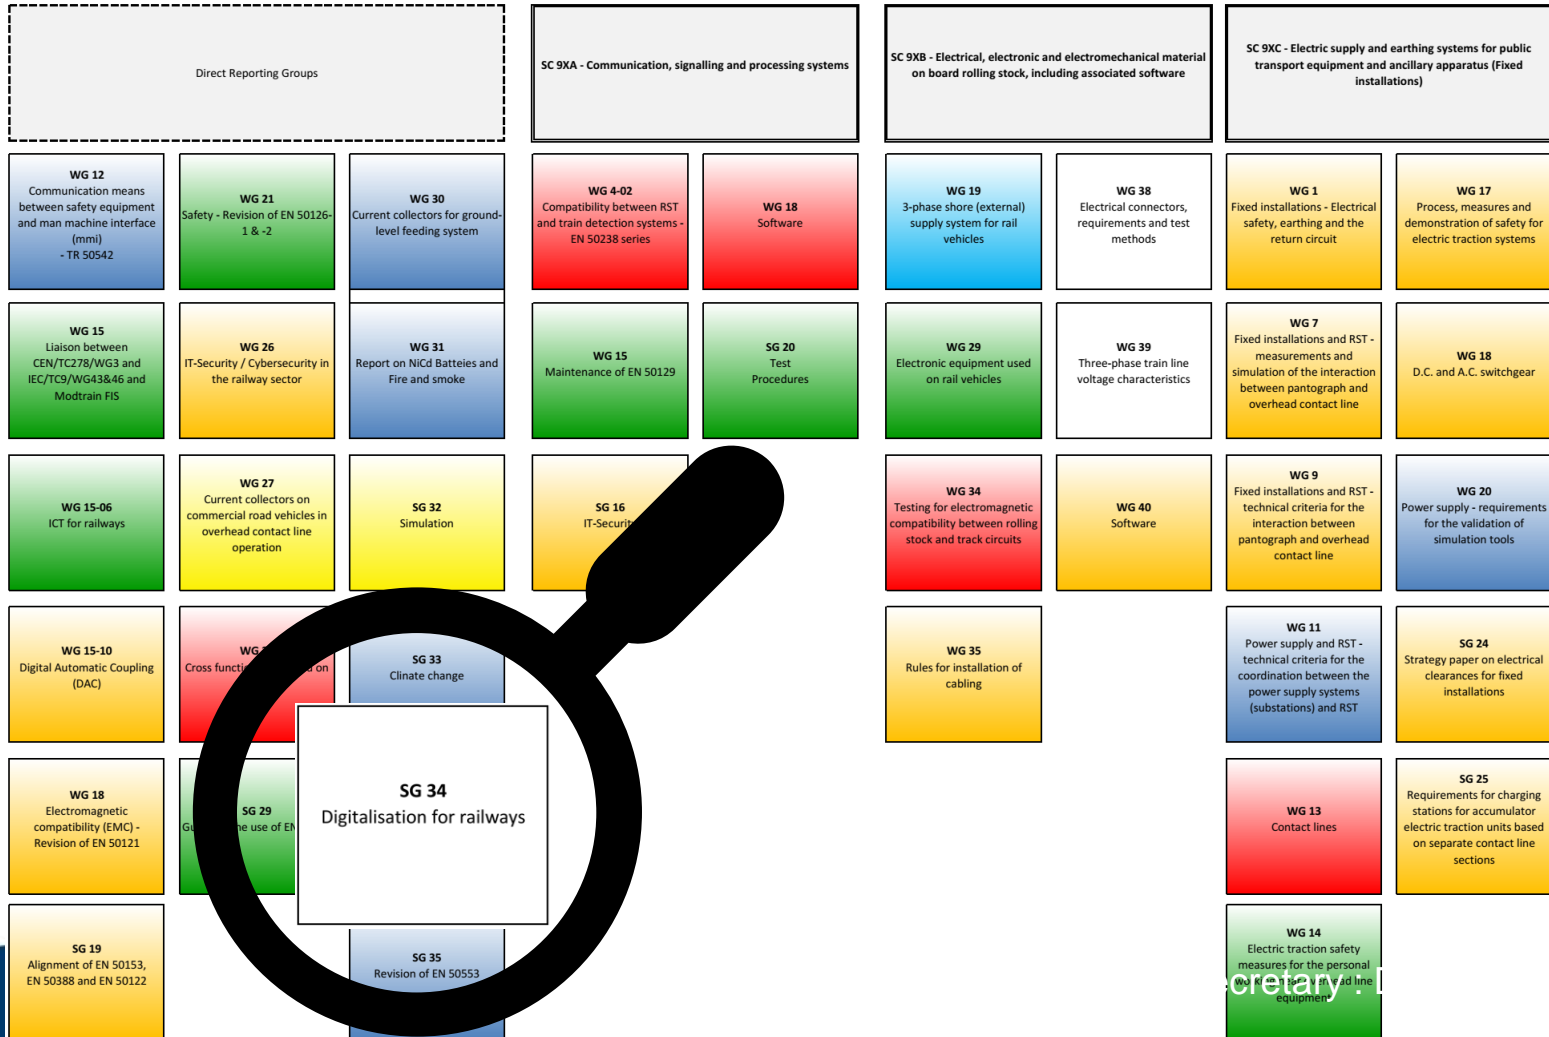 Direct Reporting Groups
SC 9XA - Communication, signalling and processing systems
SC 9XB - Electrical, electronic and electromechanical material
on board rolling stock, including associated software
SC 9XC - Electric supply and earthing systems for public
transport equipment and ancillary apparatus (Fixed
installations)
WG 12
Communication means
between safety equipment
and man machine interface
(mmi)
- TR 50542
WG 21
Safety - Revision of EN 50126-
1 & -2
WG 30
Current collectors for ground-
level feeding system
WG 4-02
Compatibility between RST
and train detection systems -
EN 50238 series
WG 18
Software
WG 19
3-phase shore (external)
supply system for rail
vehicles
WG 38
Electrical connectors,
requirements and test
methods
WG 1
Fixed installations - Electrical
safety, earthing and the
return circuit
WG 17
Process, measures and
demonstration of safety for
electric traction systems
WG 15
Liaison between
CEN/TC278/WG3 and
IEC/TC9/WG43&46 and
Modtrain FIS
WG 26
IT-Security / Cybersecurity in
the railway sector
WG 31
Report on NiCd Batteies and
Fire and smoke
WG 15
Maintenance of EN 50129
SG 20
Test
Procedures
WG 29
Electronic equipment used
on rail vehicles
WG 39
Three-phase train line
voltage characteristics
WG 7
Fixed installations and RST -
measurements and
simulation of the interaction
between pantograph and
overhead contact line
WG 18
D.C. and A.C. switchgear
WG 15-06
ICT for railways
WG 27
Current collectors on
commercial road vehicles in
overhead contact line
operation
SG 32
Simulation
SG 16
IT-Security
WG 34
Testing for electromagnetic
compatibility between rolling
stock and track circuits
WG 40
Software
WG 9
Fixed installations and RST -
technical criteria for the
interaction between
pantograph and overhead
contact line
WG 20
Power supply - requirements
for the validation of
simulation tools
WG 15-10
Digital Automatic Coupling
(DAC)
WG
Cross on
SG 33
Clinate change
WG 35
Rules for installation of
cabling
WG 11
Power supply and RST -
technical criteria for the
coordination between the
power supply systems
(substations) and RST
SG 24
Strategy paper on electrical
clearances for fixed
installations
WG 18
Electromagnetic
compatibility (EMC) -
Revision of EN 50121
SG 29
use of EN
SG 34
Digitalisation for railways
WG 13
Contact lines
SG 25
Requirements for charging
stations for accumulator
electric traction units based
on separate contact line
sections
SG 19
Alignment of EN 50153,
EN 50388 and EN 50122
SG 35
Revision of EN 50553
WG 14
Electric traction safety
measures for the personal
working near overhead line
equipment
cretary : D